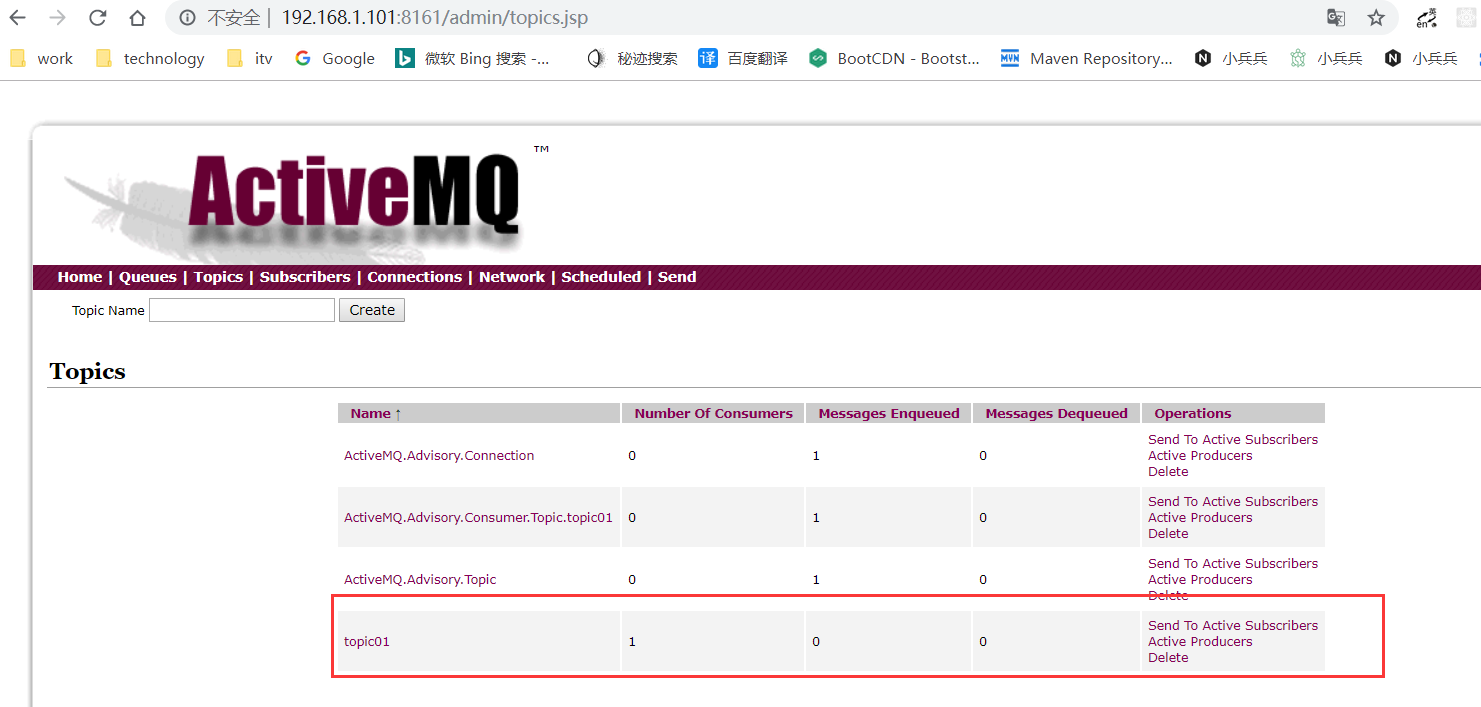 不安全 | 192.168.1.101:8161/admin/topics.jsp
work technology itv Google 微软 Bing 搜索 -... 秘迹搜索 译 百度翻译 BootCDN - Bootst... MVN Maven Repository... N 小兵兵 小兵兵 N 小兵兵
ActiveMQ™
Home | Queues | Topics | Subscribers | Connections | Network | Scheduled | Send
Topic Name Create
Topics
Name ↑ Number Of Consumers Messages Enqueued Messages Dequeued Operations
ActiveMQ.Advisory.Connection 0 1 0 Send To Active Subscribers
Active Producers
Delete
ActiveMQ.Advisory.Consumer.Topic.topic01 0 1 0 Send To Active Subscribers
Active Producers
Delete
ActiveMQ.Advisory.Topic 0 1 0 Send To Active Subscribers
Active Producers
Delete
topic01 1 0 0 Send To Active Subscribers
Active Producers
Delete